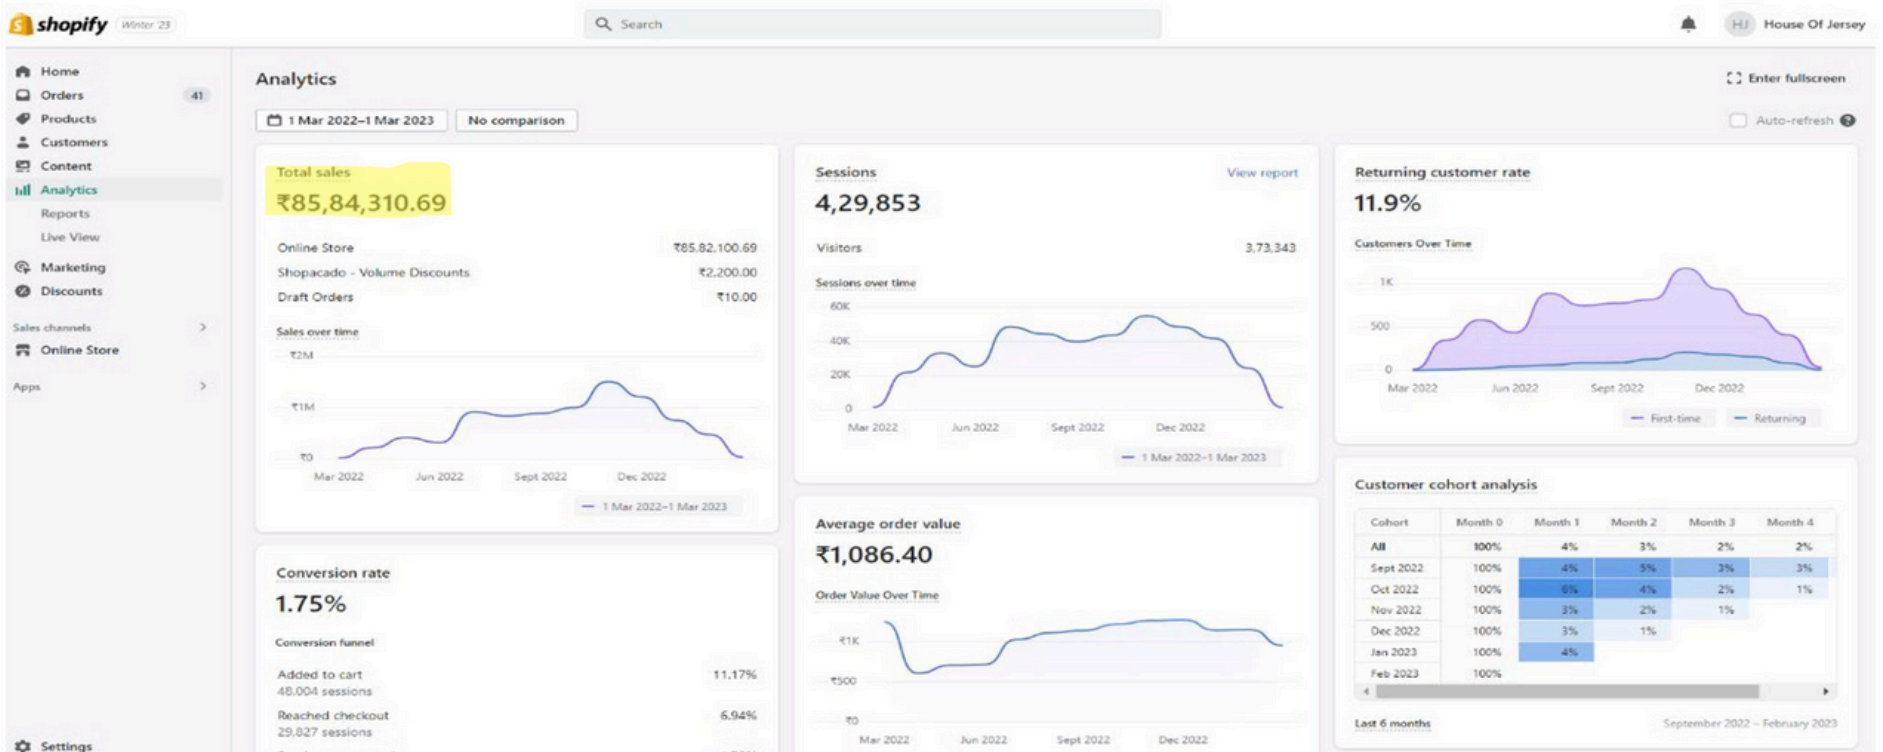 shopify Winter '23
Search
HJ House Of Jersey
Home
Orders 41
Products
Customers
Content
Analytics
Reports
Live View
Marketing
Discounts
Sales channels
Online Store
Apps
Settings
Analytics
Enter fullscreen
1 Mar 2022–1 Mar 2023 No comparison
Auto-refresh
Total sales
₹85,84,310.69
Online Store ₹85,82,100.69
Shopacado - Volume Discounts ₹2,200.00
Draft Orders ₹10.00
Sales over time
₹2M
₹1M
₹0
Mar 2022 Jun 2022 Sept 2022 Dec 2022
1 Mar 2022–1 Mar 2023
Conversion rate
1.75%
Conversion funnel
Added to cart 11.17%
48,004 sessions
Reached checkout 6.94%
29,827 sessions
Sessions View report
4,29,853
Visitors 3,73,343
Sessions over time
60K
40K
20K
0
Mar 2022 Jun 2022 Sept 2022 Dec 2022
1 Mar 2022–1 Mar 2023
Average order value
₹1,086.40
Order Value Over Time
₹1K
₹500
₹0
Mar 2022 Jun 2022 Sept 2022 Dec 2022
Returning customer rate
11.9%
Customers Over Time
1K
500
0
Mar 2022 Jun 2022 Sept 2022 Dec 2022
First-time Returning
Customer cohort analysis
Cohort Month 0 Month 1 Month 2 Month 3 Month 4
All 100% 4% 3% 2% 2%
Sept 2022 100% 4% 5% 3% 3%
Oct 2022 100% 6% 4% 2% 1%
Nov 2022 100% 3% 2% 1%
Dec 2022 100% 3% 1%
Jan 2023 100% 4%
Feb 2023 100%
Last 6 months September 2022 – February 2023